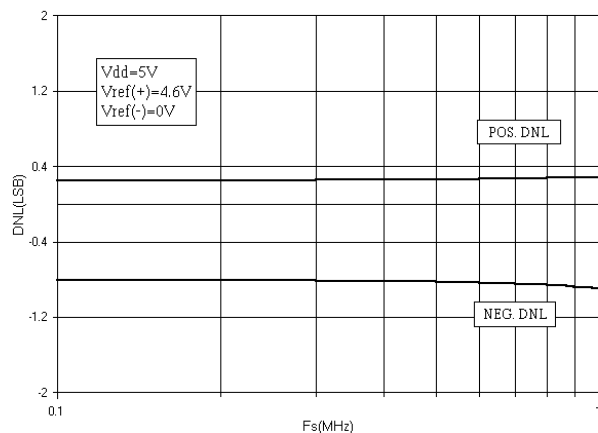 2
Vdd=5V
Vref(+)=4.6V
Vref(-)=0V
1.2
POS. DNL
0.4
DNL(LSB)
-0.4
-1.2
NEG. DNL
-2
0.1
1
Fs(MHz)